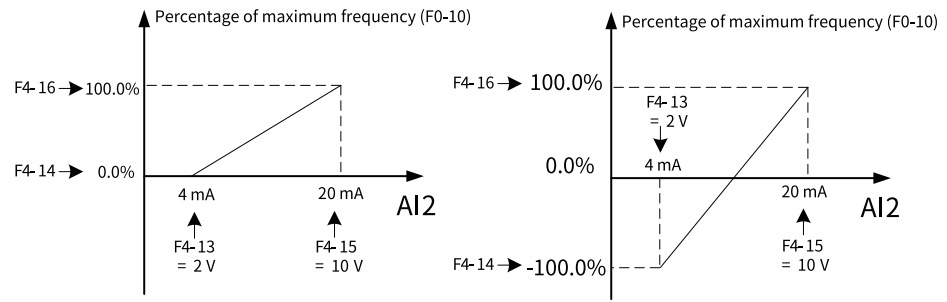 Percentage of maximum frequency (F0-10)
F4-16
100.0%
F4-14
0.0%
4 mA
20 mA
AI2
F4-13
= 2 V
F4-15
= 10 V
Percentage of maximum frequency (F0-10)
F4-16
100.0%
F4-13
= 2 V
4 mA
0.0%
20 mA
AI2
F4-15
= 10 V
F4-14
-100.0%